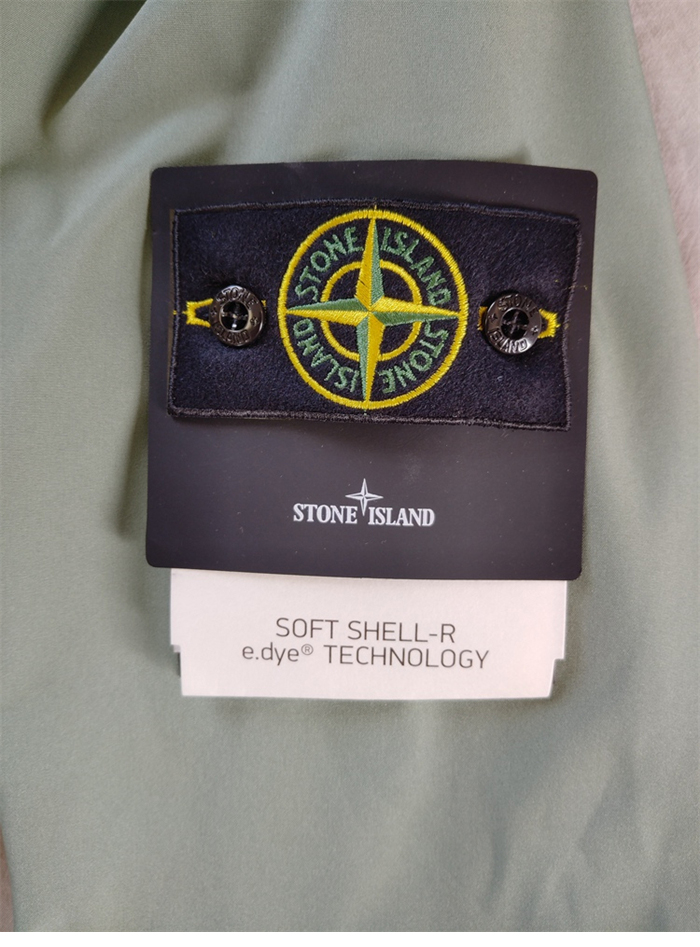 STONE ISLAND
STONE ISLAND
STONE
ISLAND
STONE
ISLAND
STONE ISLAND
SOFT SHELL-R
e.dye® TECHNOLOGY